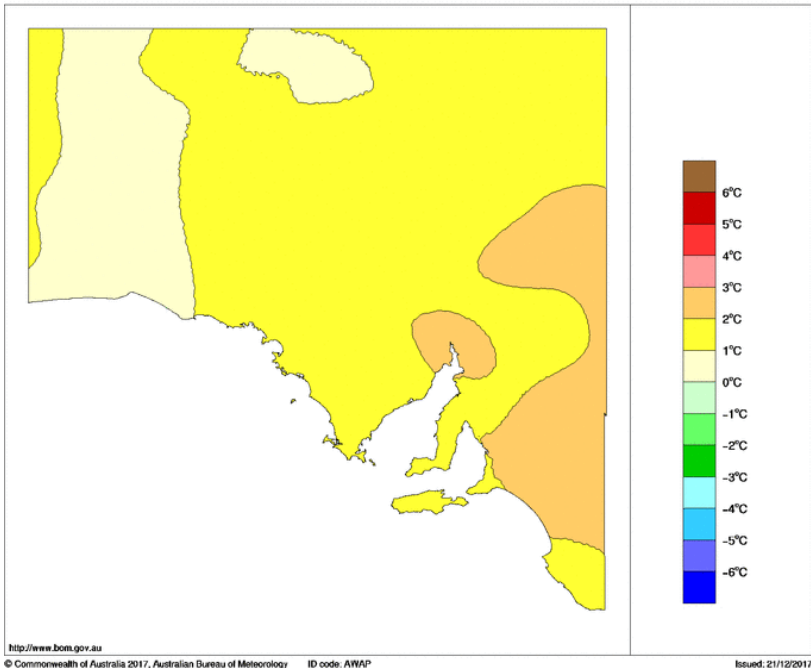 6°C
5°C
4°C
3°C
2°C
1°C
0°C
-1°C
-2°C
-3°C
-4°C
-5°C
-6°C
http://www.bom.gov.au
© Commonwealth of Australia 2017, Australian Bureau of Meteorology ID code: AWAP Issued: 21/12/2017